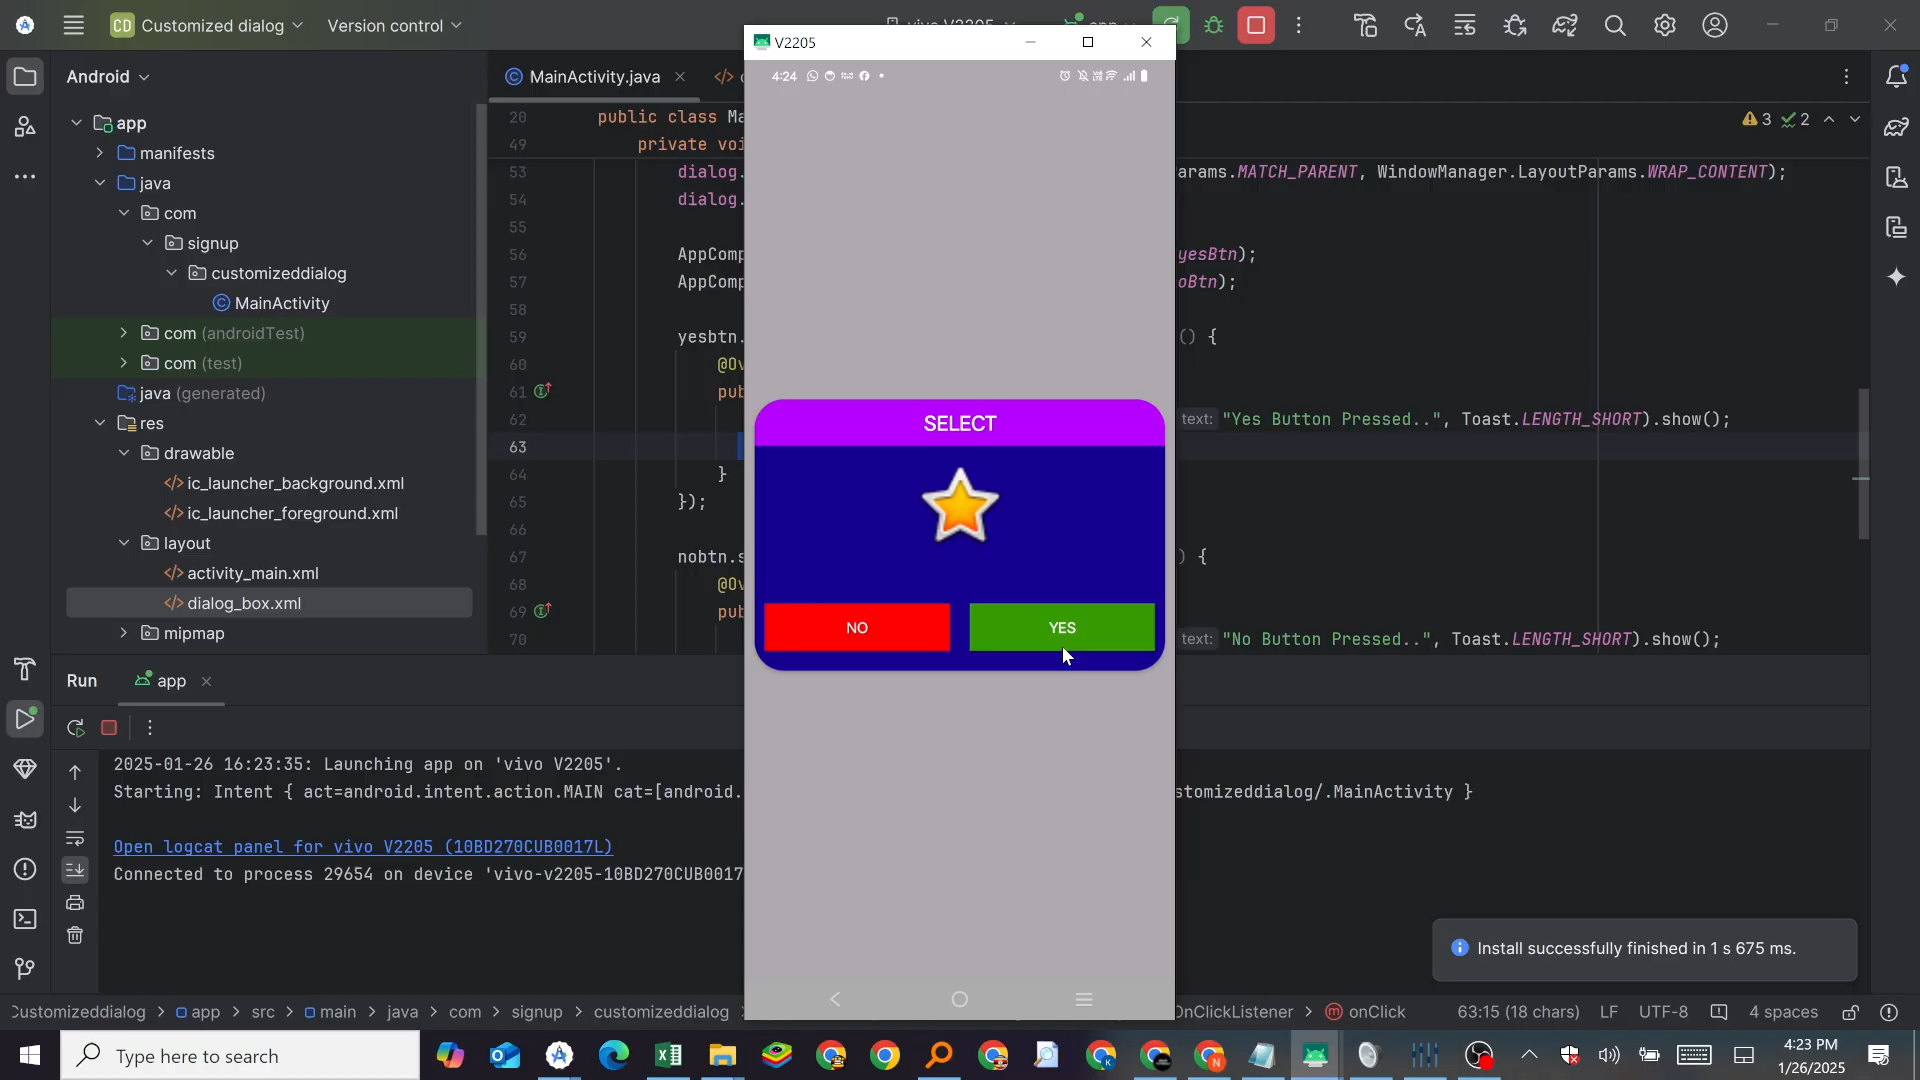 CD Customized dialog Version control
V2205
Android MainActivity.java
4:24
20 public class Ma 3 2
49 private voi
53 dialog. arams.MATCH_PARENT, WindowManager.LayoutParams.WRAP_CONTENT);
54 dialog.
55
56 AppComp yesBtn);
57 AppComp oBtn);
58
59 yesbtn. () {
60 @Ov
61 pub
62 text: "Yes Button Pressed..", Toast.LENGTH_SHORT).show();
63
64 }
65 });
66
67 nobtn.s ) {
68 @Ov
69 pub
70 text: "No Button Pressed..", Toast.LENGTH_SHORT).show();
app
manifests
java
com
signup
customizeddialog
MainActivity
com (androidTest)
com (test)
java (generated)
res
drawable
ic_launcher_background.xml
ic_launcher_foreground.xml
layout
activity_main.xml
dialog_box.xml
mipmap
SELECT
NO YES
Run app
2025-01-26 16:23:35: Launching app on 'vivo V2205'.
Starting: Intent { act=android.intent.action.MAIN cat=[android. stomizeddialog/.MainActivity }
Open logcat panel for vivo V2205 (10BD270CUB0017L)
Connected to process 29654 on device 'vivo-v2205-10BD270CUB0017
Install successfully finished in 1 s 675 ms.
Customizeddialog > app > src > main > java > com > signup > customizeddialog OnClickListener > onClick 63:15 (18 chars) LF UTF-8 4 spaces
Type here to search
4:23 PM
1/26/2025